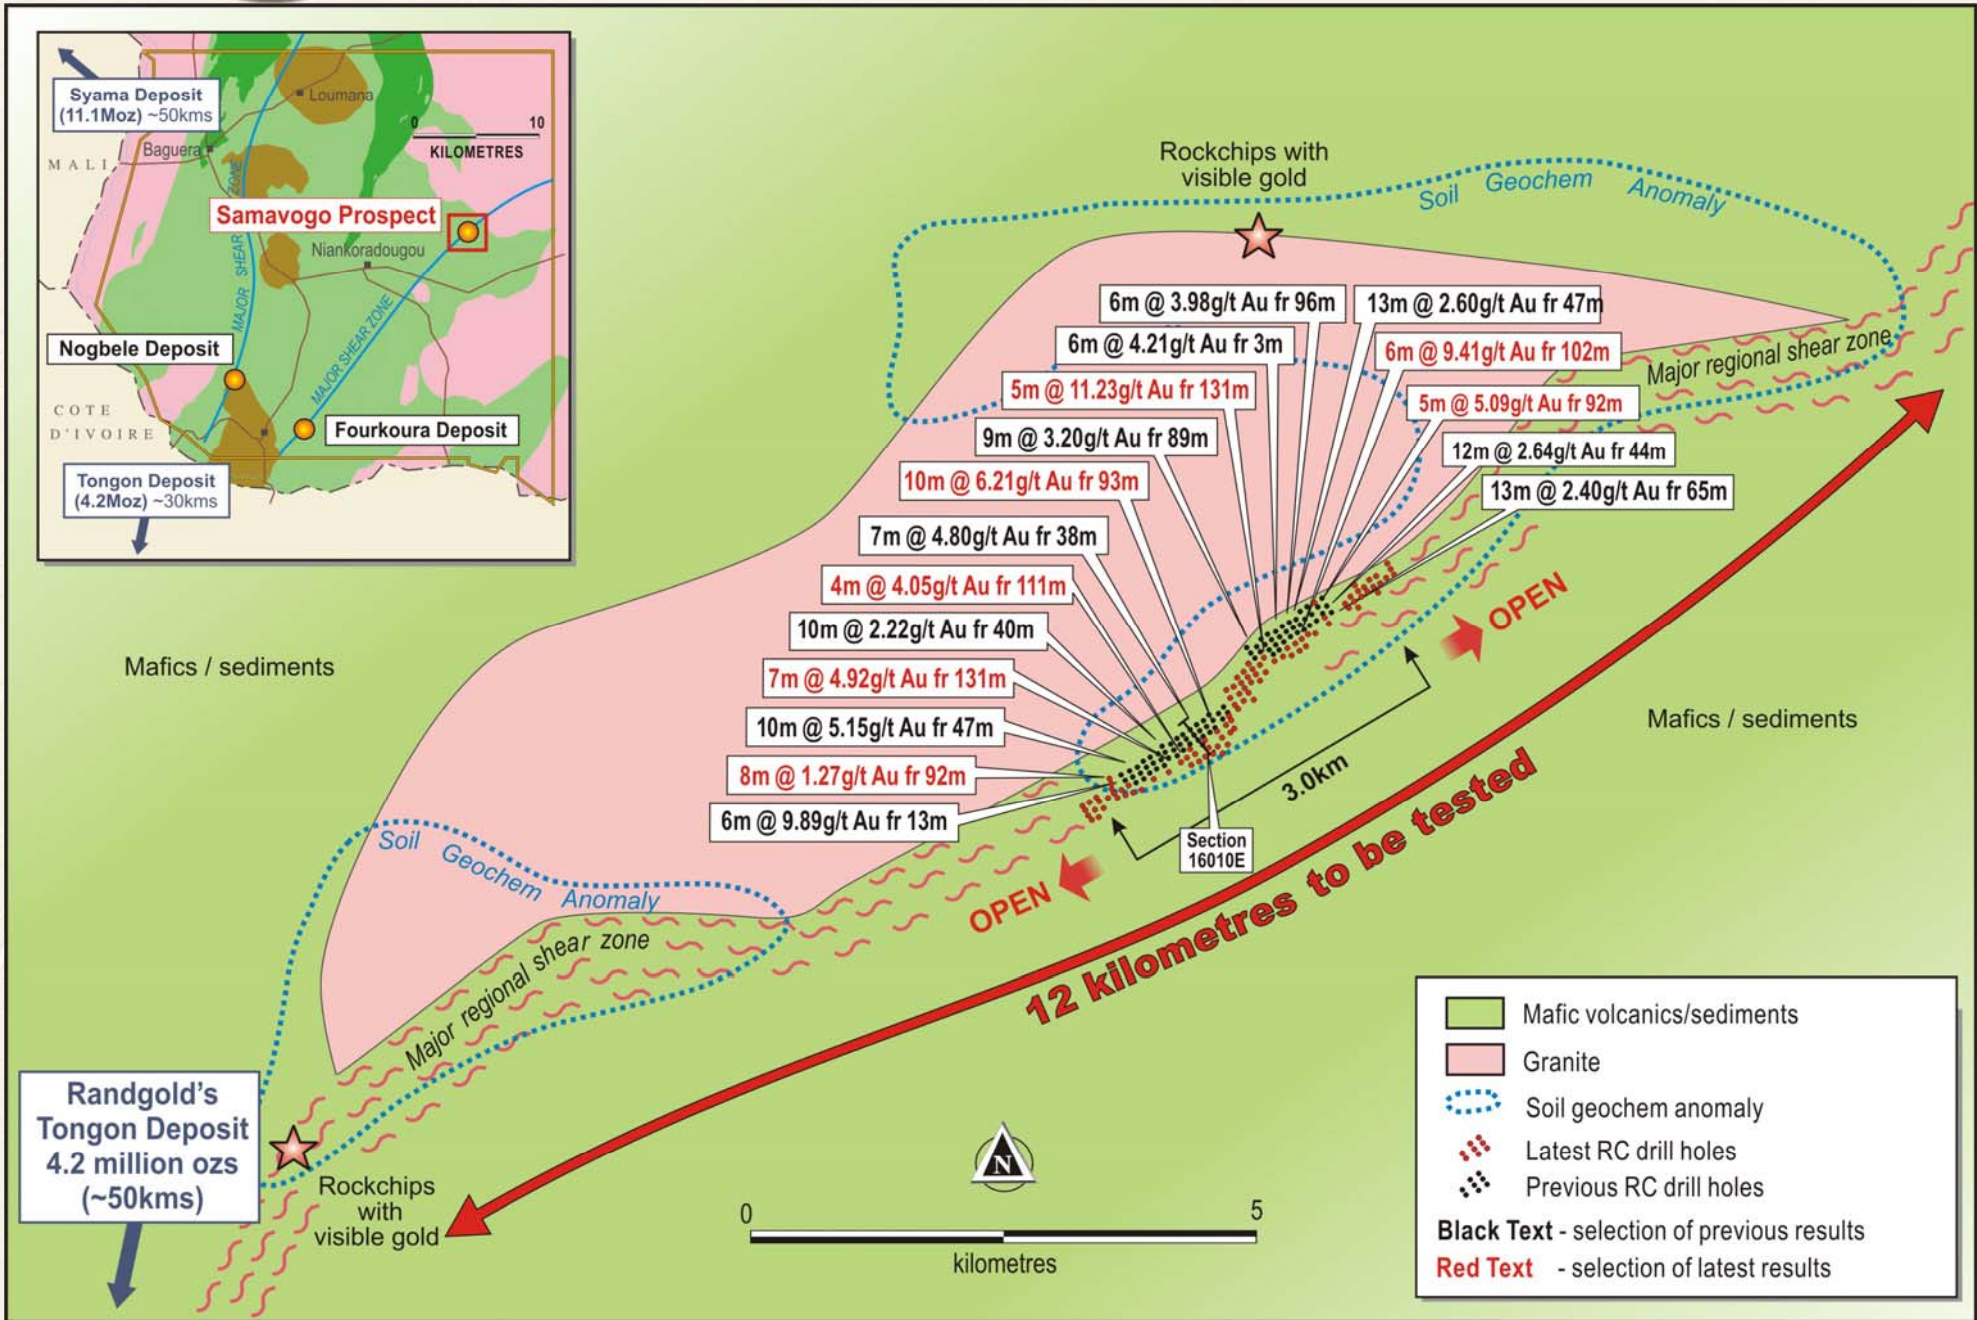 Syama Deposit
(11.1Moz) ~50kms
Loumana
0 10
KILOMETRES
Baguera
MALI
MAJOR SHEAR ZONE
Samavogo Prospect
Niankoradougou
MAJOR SHEAR ZONE
Nogbele Deposit
COTE
D'IVOIRE
Fourkoura Deposit
Tongon Deposit
(4.2Moz) ~30kms
Rockchips with
visible gold
Soil Geochem Anomaly
6m @ 3.98g/t Au fr 96m
13m @ 2.60g/t Au fr 47m
6m @ 4.21g/t Au fr 3m
6m @ 9.41g/t Au fr 102m
Major regional shear zone
5m @ 11.23g/t Au fr 131m
5m @ 5.09g/t Au fr 92m
9m @ 3.20g/t Au fr 89m
12m @ 2.64g/t Au fr 44m
10m @ 6.21g/t Au fr 93m
13m @ 2.40g/t Au fr 65m
7m @ 4.80g/t Au fr 38m
4m @ 4.05g/t Au fr 111m
OPEN
10m @ 2.22g/t Au fr 40m
Mafics / sediments
7m @ 4.92g/t Au fr 131m
10m @ 5.15g/t Au fr 47m
Mafics / sediments
8m @ 1.27g/t Au fr 92m
3.0km
6m @ 9.89g/t Au fr 13m
Section
16010E
OPEN
12 kilometres to be tested
Soil Geochem Anomaly
Major regional shear zone
Randgold's
Tongon Deposit
4.2 million ozs
(~50kms)
Rockchips
with
visible gold
N
0 5
kilometres
Mafic volcanics/sediments
Granite
Soil geochem anomaly
Latest RC drill holes
Previous RC drill holes
Black Text - selection of previous results
Red Text - selection of latest results